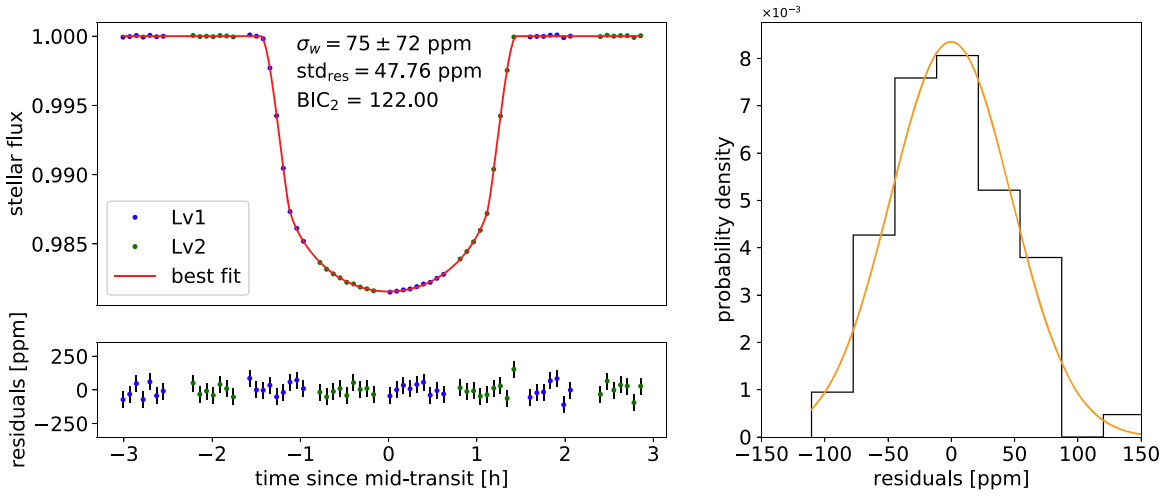 1.000
0.995
0.990
0.985
stellar flux
σw = 75 ± 72 ppm
stdres = 47.76 ppm
BIC2 = 122.00
Lv1
Lv2
best fit
250
0
−250
residuals [ppm]
−3 −2 −1 0 1 2 3
time since mid-transit [h]
×10−3
8
7
6
5
4
3
2
1
0
probability density
−150 −100 −50 0 50 100 150
residuals [ppm]